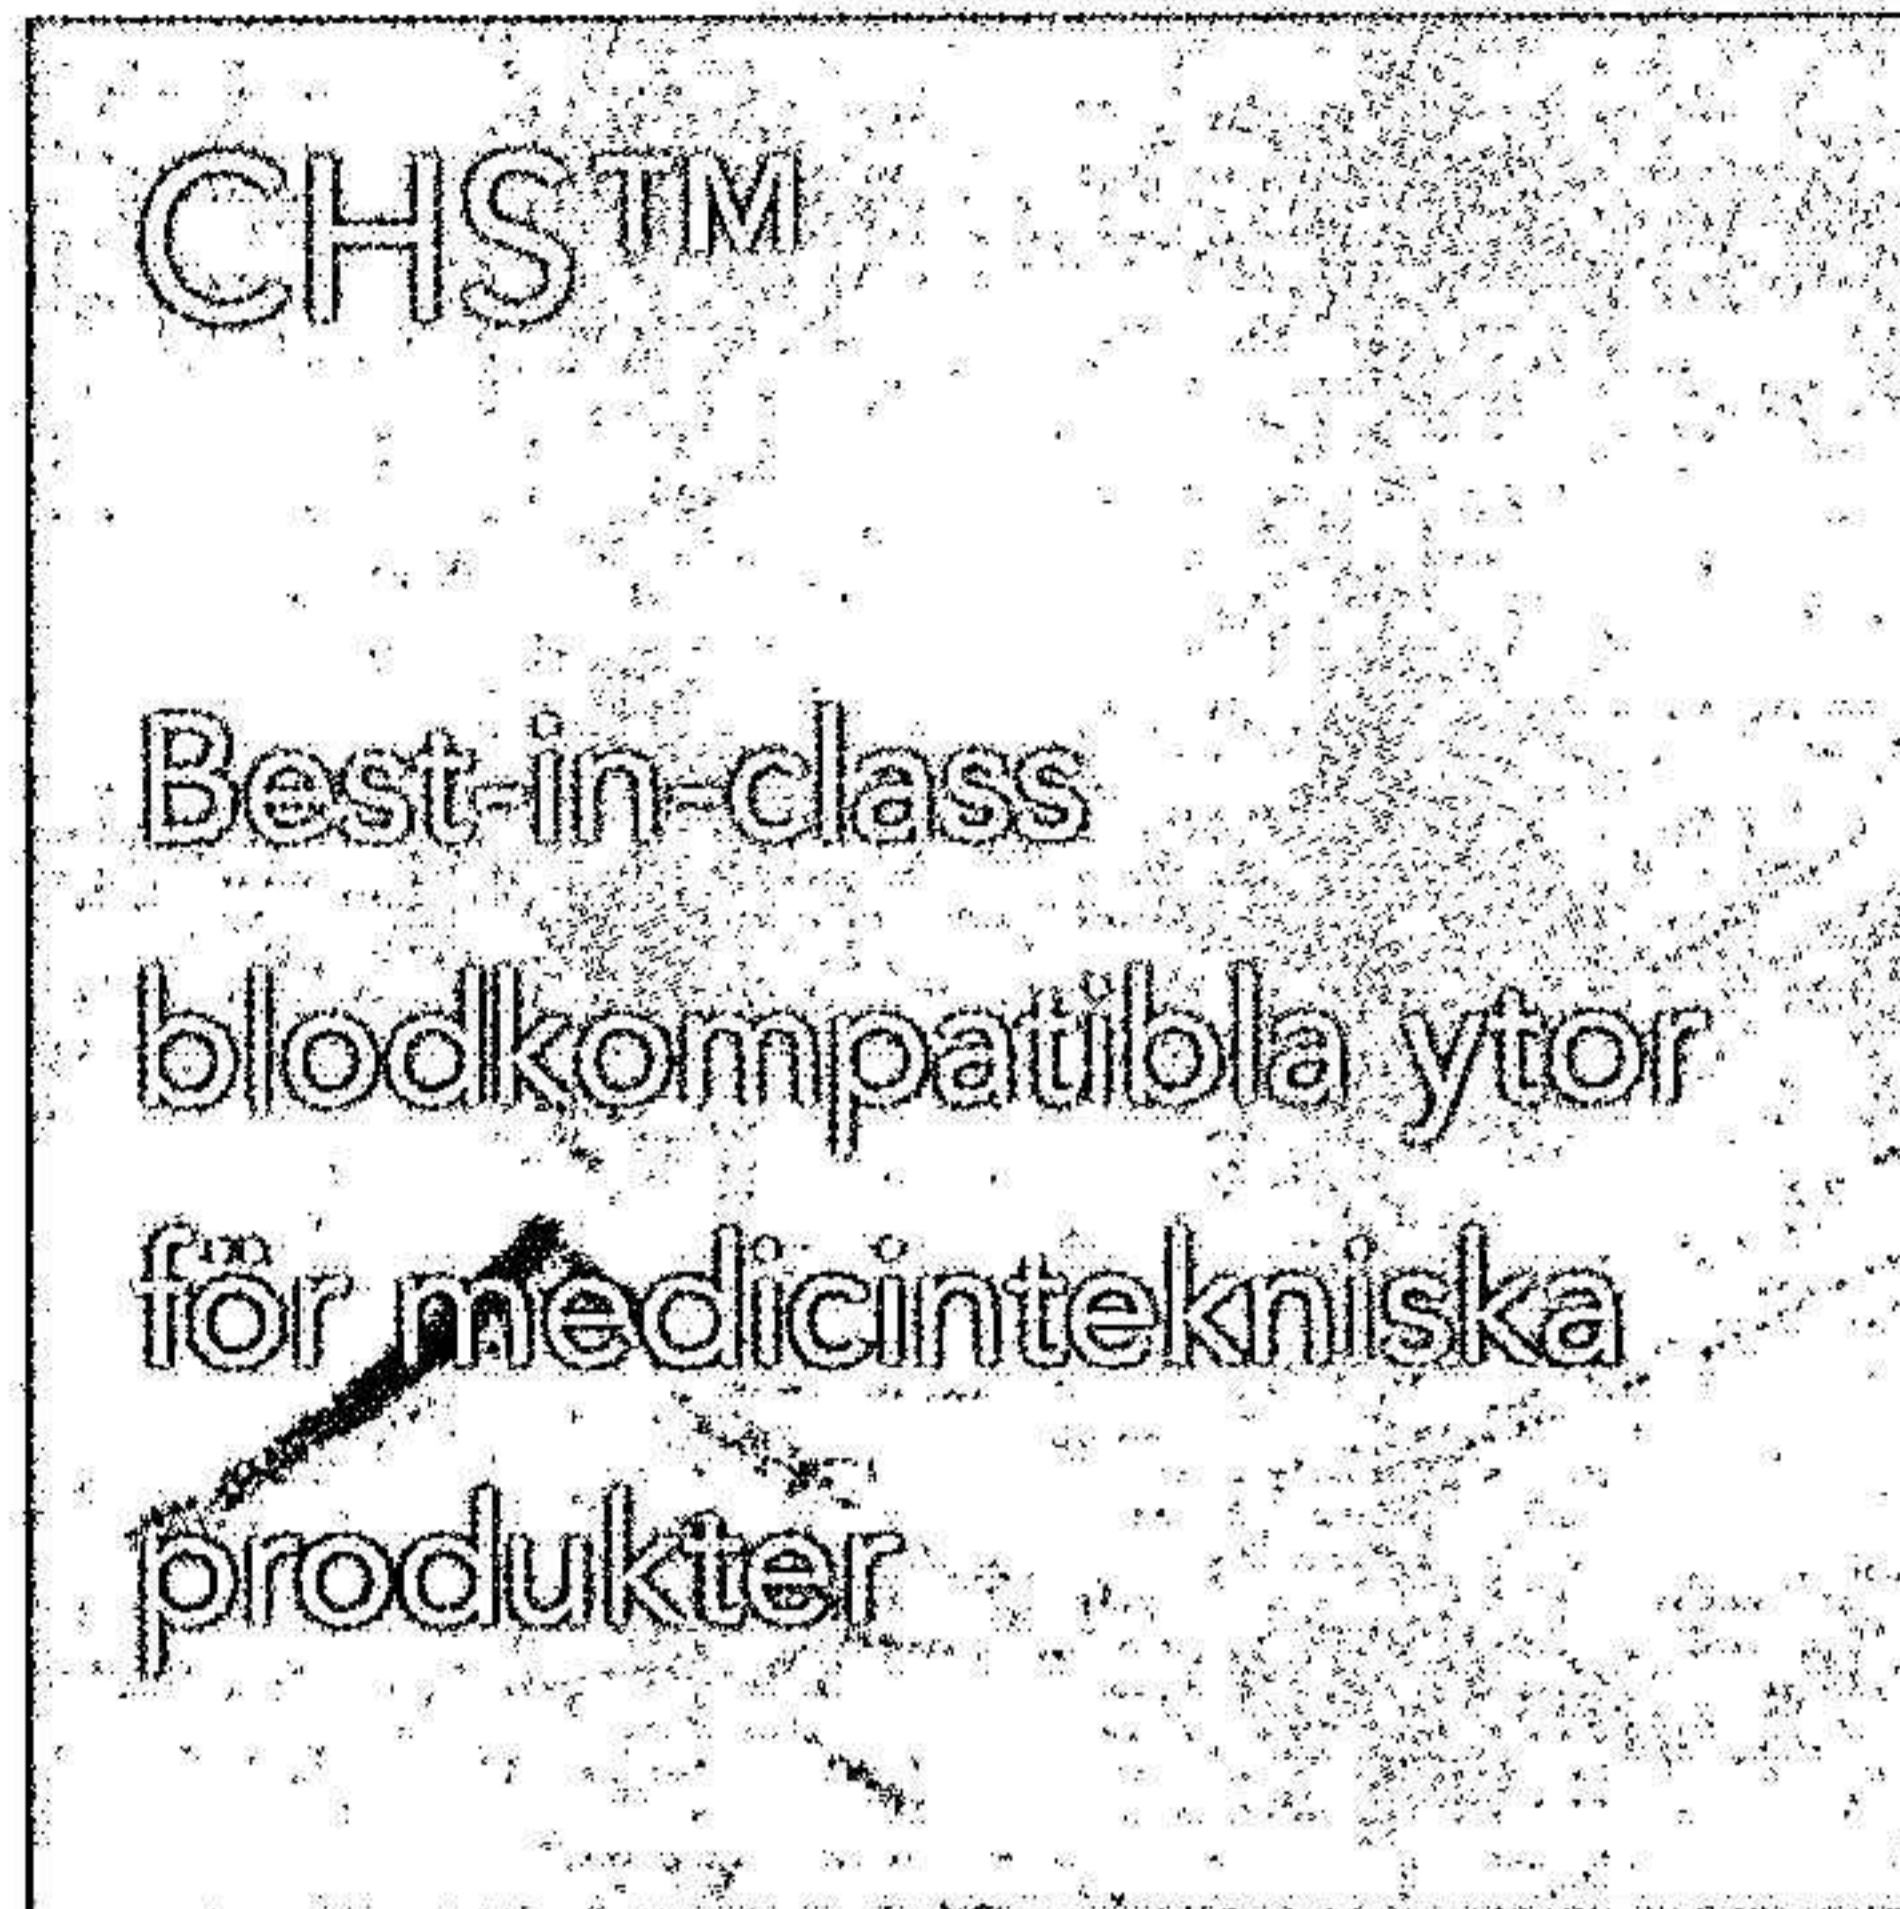 CHS™
Best-in-class
blodkompatibla ytor
för medicintekniska
produkter